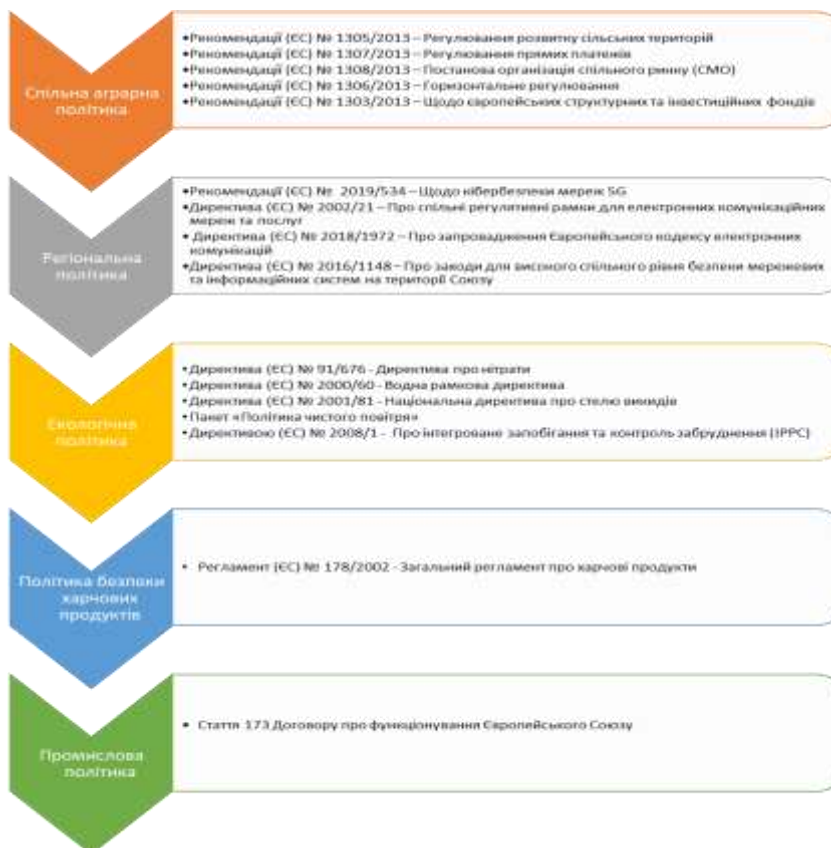 Спільна аграрна
політика
•Рекомендації (ЄС) № 1305/2013 – Регулювання розвитку сільських територій
•Рекомендації (ЄС) № 1307/2013 – Регулювання прямих платежів
•Рекомендації (ЄС) № 1308/2013 – Постанова організація спільного ринку (СМО)
•Рекомендації (ЄС) № 1306/2013 – Горизонтальне регулювання
•Рекомендації (ЄС) № 1303/2013 – Щодо європейських структурних та інвестиційних фондів
Регіональна
політика
•Рекомендації (ЄС) № 2019/534 – Щодо кібербезпеки мереж 5G
•Директива (ЄС) № 2002/21 – Про спільні регулятивні рамки для електронних комунікаційних
мереж та послуг
• Директива (ЄС) № 2018/1972 – Про запровадження Європейського кодексу електронних
комунікацій
•Директива (ЄС) № 2016/1148 – Про заходи для високого спільного рівня безпеки мережевих
та інформаційних систем на території Союзу
Екологічна
політика
•Директива (ЄС) № 91/676 - Директива про нітрати
•Директива (ЄС) № 2000/60 - Водна рамкова директива
•Директива (ЄС) № 2001/81 - Національна директива про стелю викидів
•Пакет «Політика чистого повітря»
•Директивою (ЄС) № 2008/1 - Про інтегроване запобігання та контроль забруднення (IPPC)
Політика безпеки
харчових
продуктів
• Регламент (ЄС) № 178/2002 - Загальний регламент про харчові продукти
Промислова
політика
• Стаття 173 Договору про функціонування Європейського Союзу